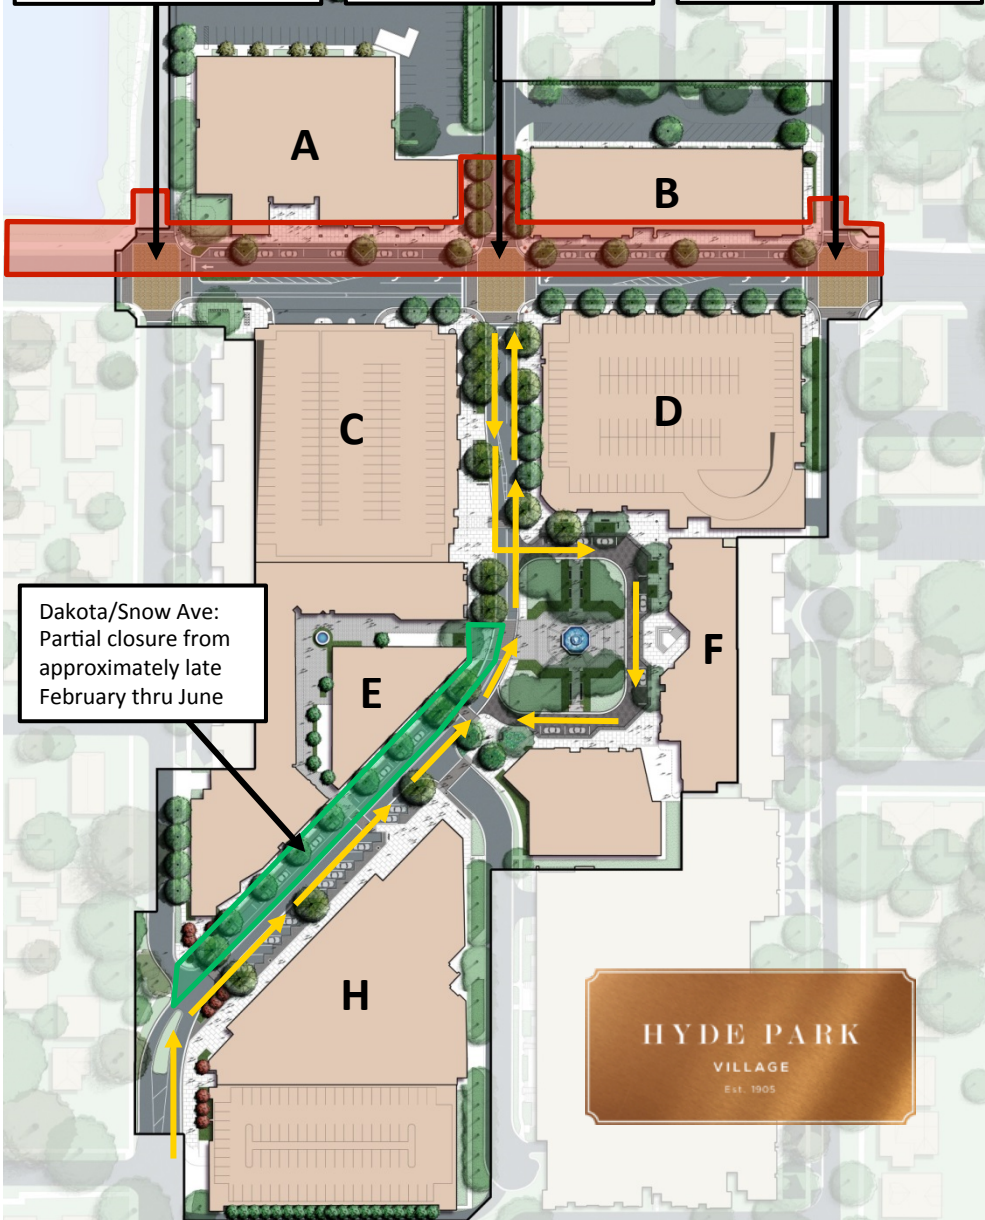 A
B
C
D
Dakota/Snow Ave:
Partial closure from
approximately late
February thru June
E
F
H
HYDE PARK
VILLAGE
Est. 1905